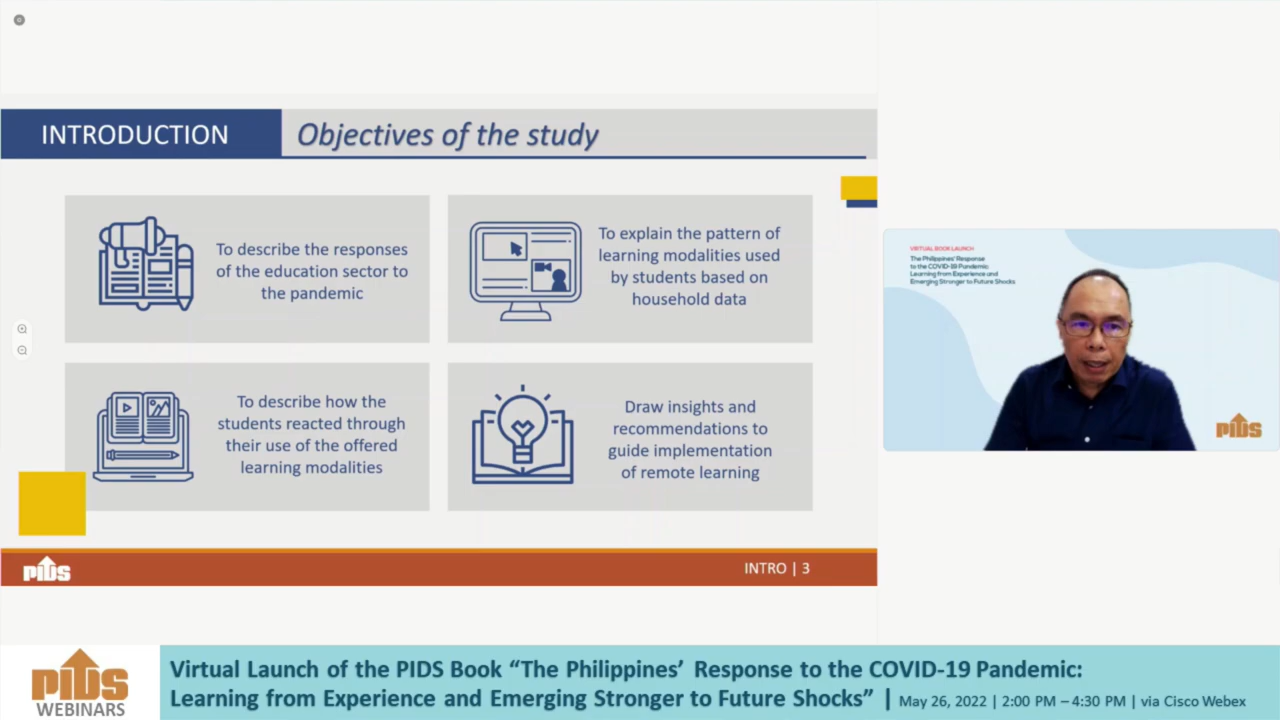 INTRODUCTION
Objectives of the study
To describe the responses
of the education sector to
the pandemic
To explain the pattern of
learning modalities used
by students based on
household data
To describe how the
students reacted through
their use of the offered
learning modalities
Draw insights and
recommendations to
guide implementation
of remote learning
PIDS
INTRO | 3
VIRTUAL BOOK LAUNCH
The Philippines' Response
to the COVID-19 Pandemic:
Learning from Experience and
Emerging Stronger to Future Shocks
PIDS
PIDS
WEBINARS
Virtual Launch of the PIDS Book “The Philippines’ Response to the COVID-19 Pandemic:
Learning from Experience and Emerging Stronger to Future Shocks” | May 26, 2022 | 2:00 PM – 4:30 PM | via Cisco Webex